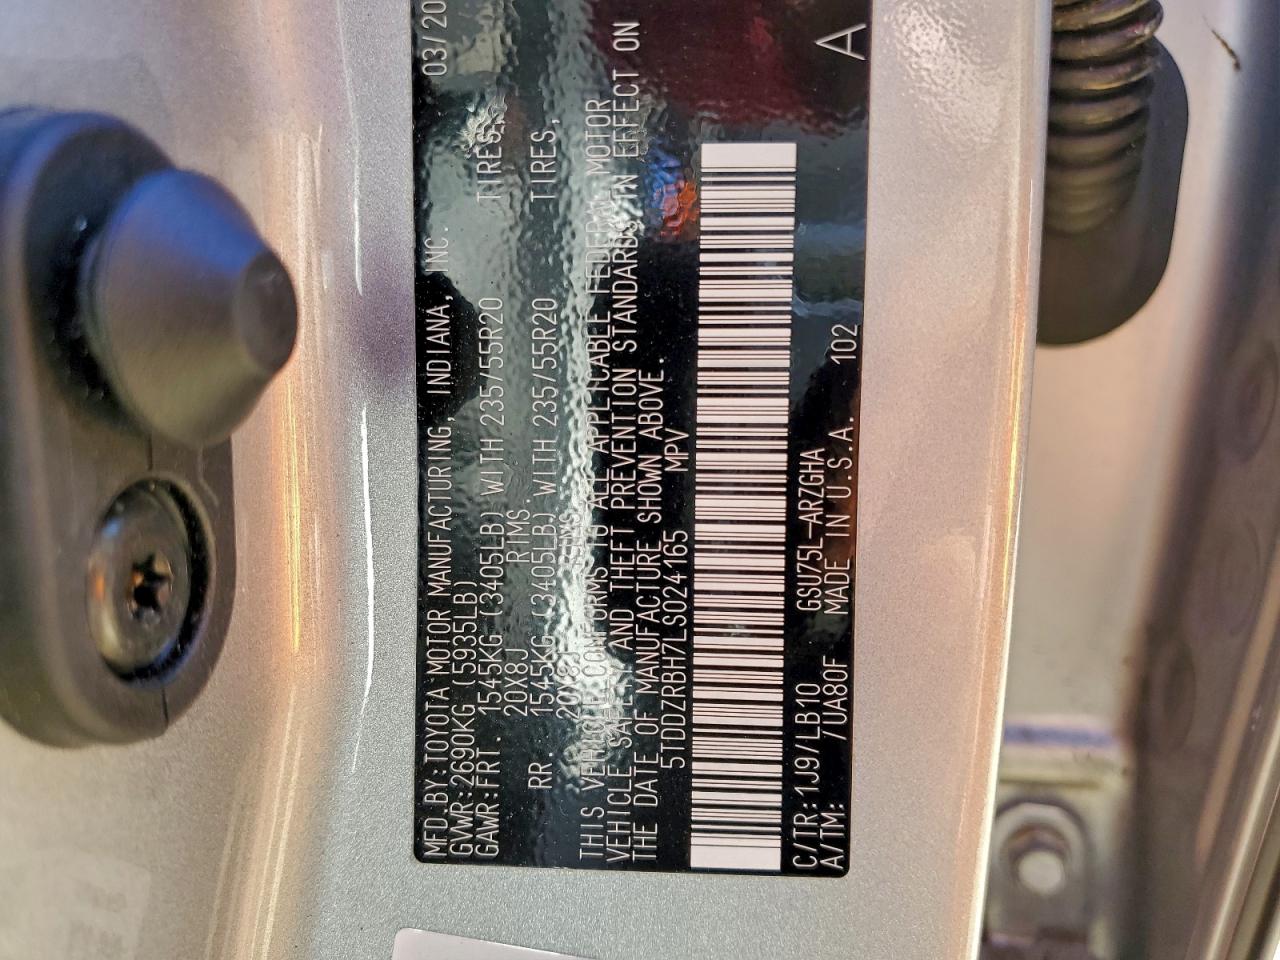 MFD.BY:TOYOTA MOTOR MANUFACTURING, INDIANA, INC. 03/20
GVWR:2690KG (5935LB)
GAWR:FRT. 1545KG (3405LB) WITH 235/55R20 TIRES,
20X8J RIMS.
RR. 1545KG (3405LB) WITH 235/55R20 TIRES,
20X8J RIMS
THIS VEHICLE CONFORMS TO ALL APPLICABLE FEDERAL MOTOR
VEHICLE SAFETY AND THEFT PREVENTION STANDARDS IN EFFECT ON
THE DATE OF MANUFACTURE SHOWN ABOVE.
5TDDZRBH7LS024165 MPV
C/TR:1J9/LB10 GSU75L-ARZGHA
A/TM: /UA80F MADE IN U.S.A. 102 A